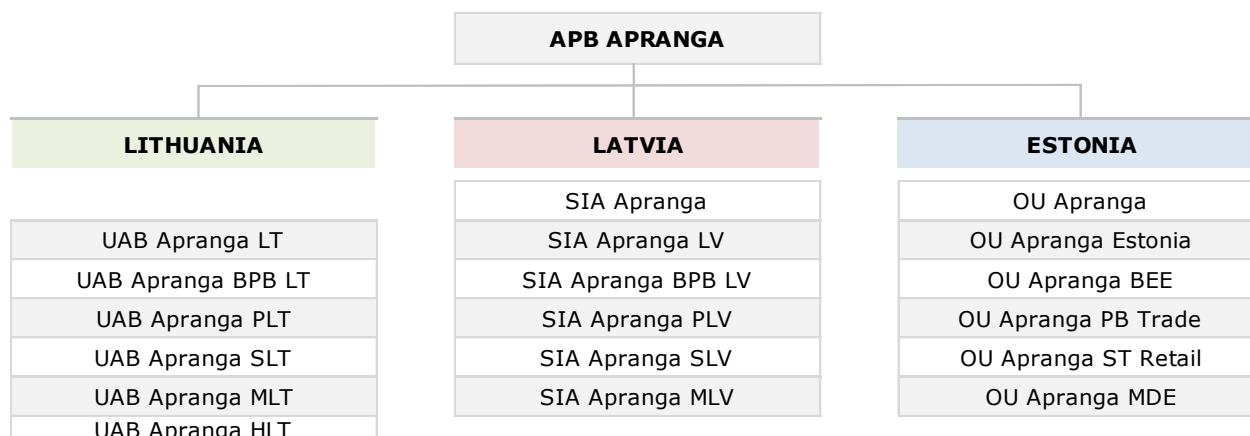 APB APRANGA
LITHUANIA
LATVIA
ESTONIA
SIA Apranga
OU Apranga
UAB Apranga LT
SIA Apranga LV
OU Apranga Estonia
UAB Apranga BPB LT
SIA Apranga BPB LV
OU Apranga BEE
UAB Apranga PLT
SIA Apranga PLV
OU Apranga PB Trade
UAB Apranga SLT
SIA Apranga SLV
OU Apranga ST Retail
UAB Apranga MLT
SIA Apranga MLV
OU Apranga MDE
UAB Apranga HLT